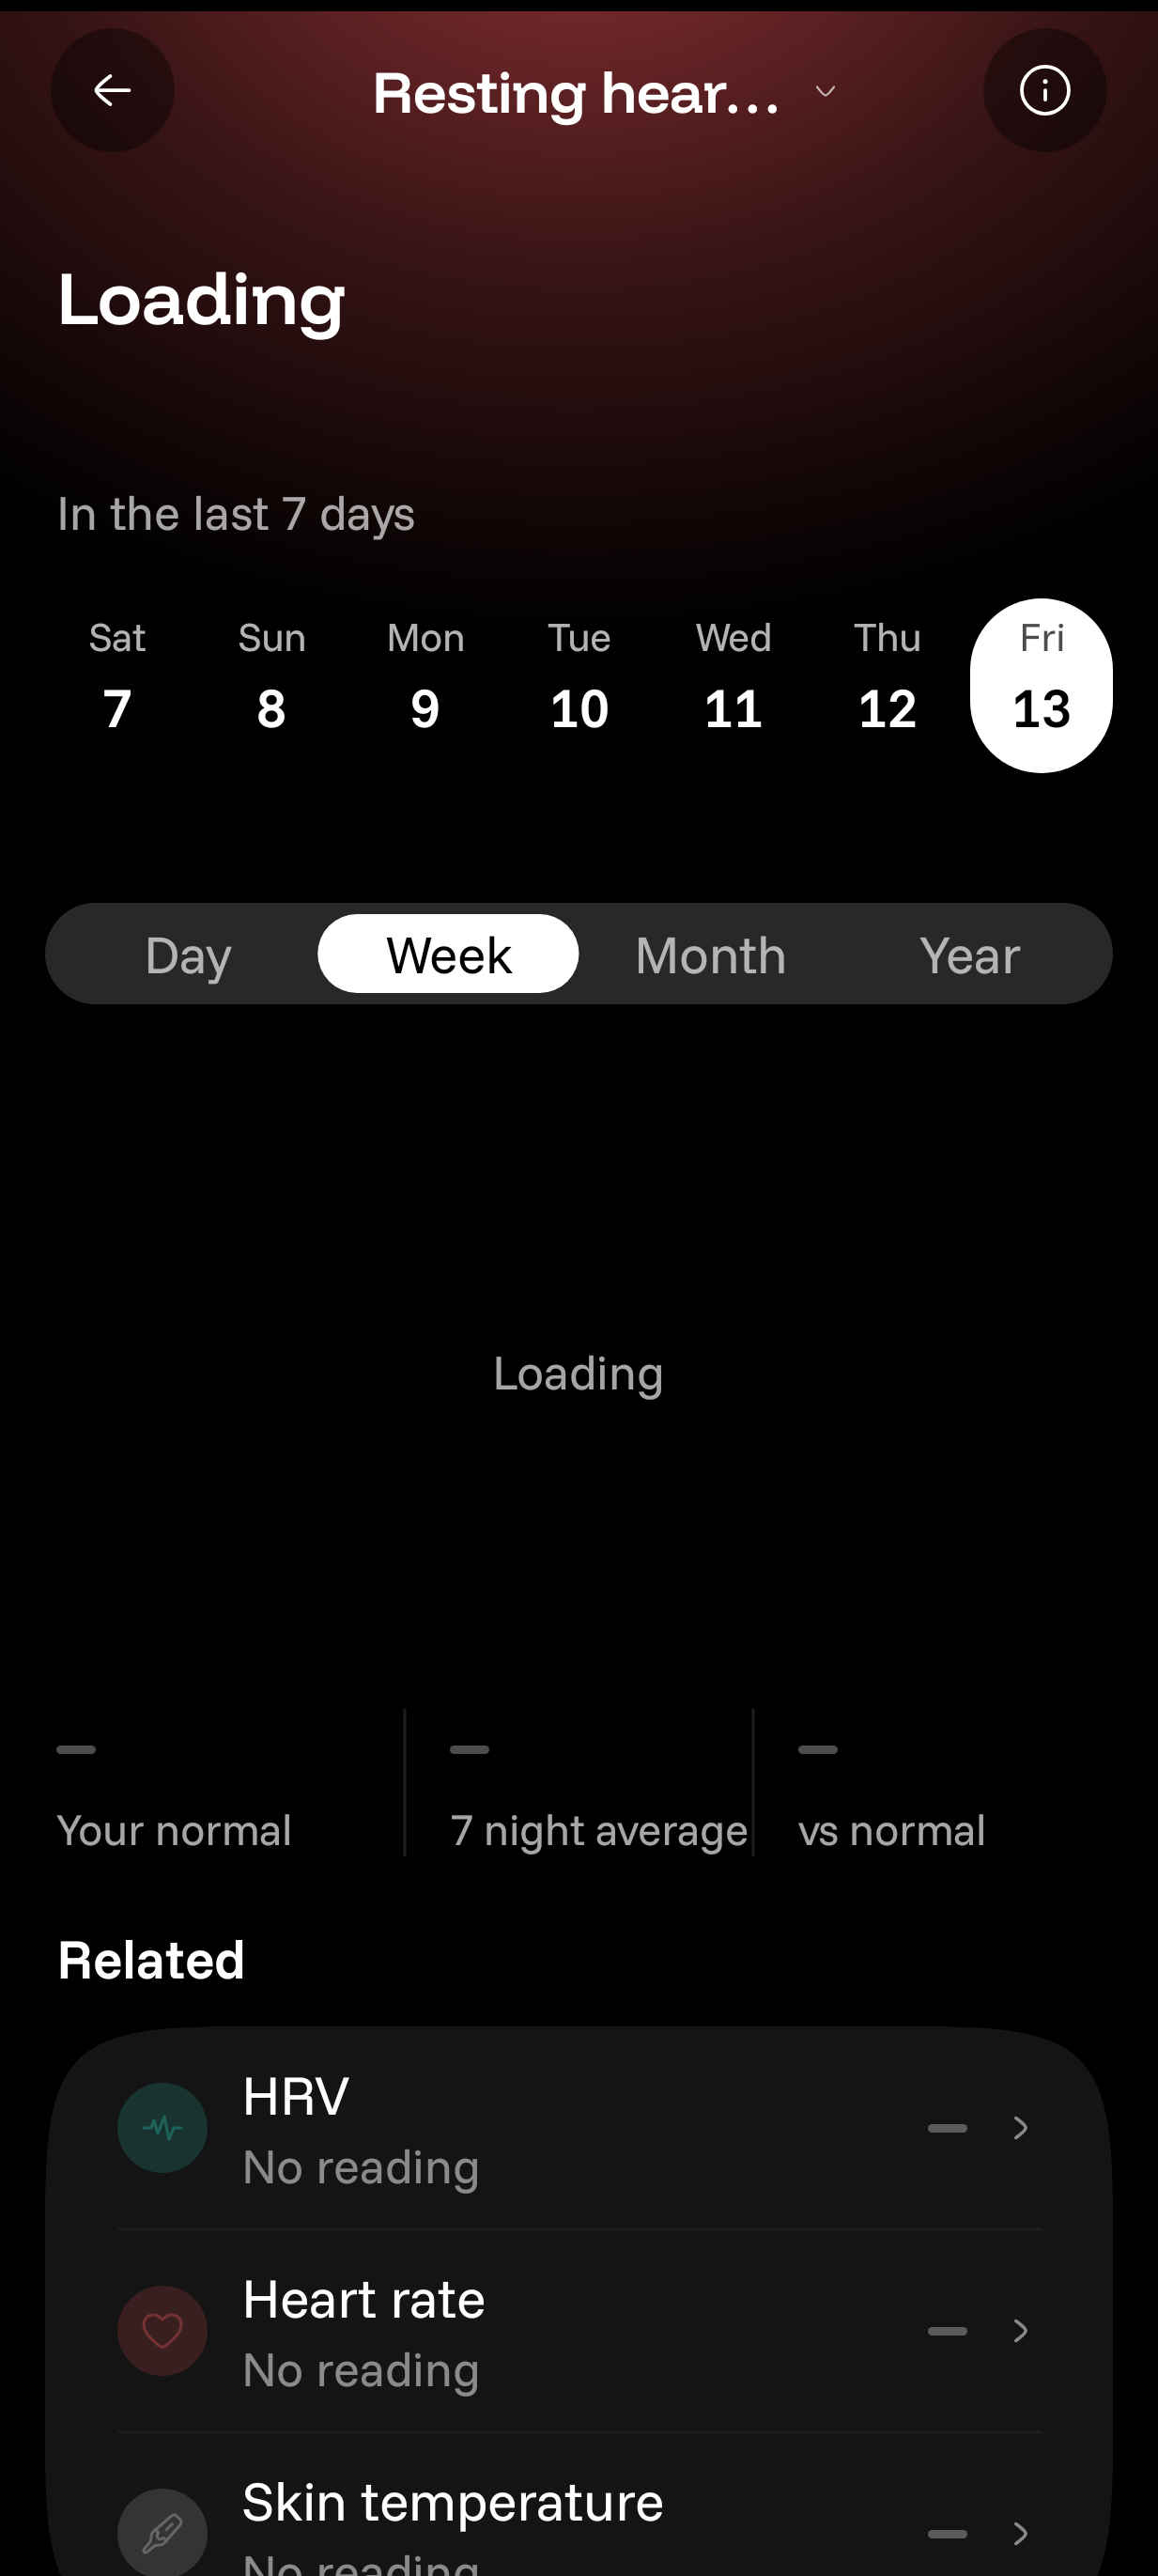 Resting hear...
Loading
In the last 7 days
Sat Sun Mon Tue Wed Thu Fri
7 8 9 10 11 12 13
Day Week Month Year
Loading
Your normal 7 night average vs normal
Related
HRV
No reading
Heart rate
No reading
Skin temperature
No reading